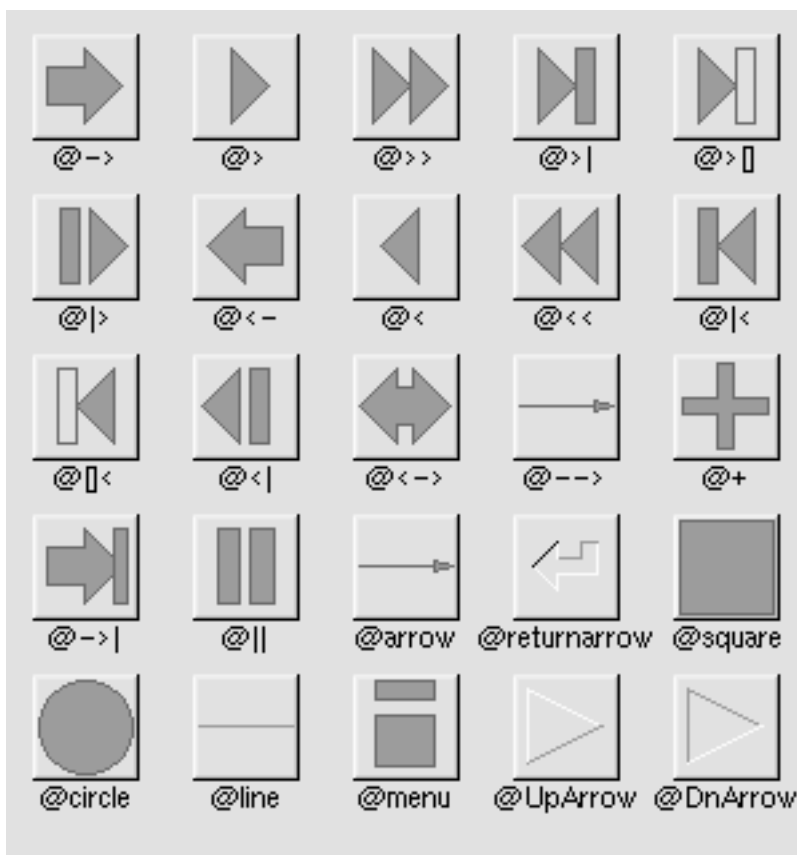 @-> @> @>> @>| @>[]
@|> @<- @< @<< @|<
@[]< @<| @<-> @--> @+
@->| @|| @arrow @returnarrow @square
@circle @line @menu @UpArrow @DnArrow